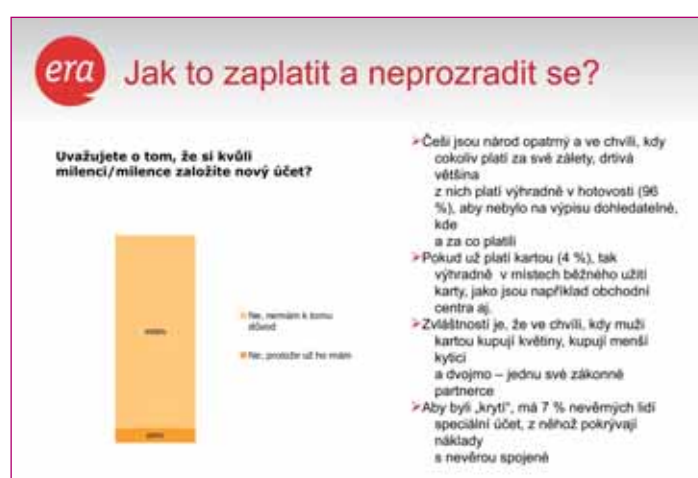 era
Jak to zaplatit a neprozradit se?
Uvažujete o tom, že si kvůli
milenci/milence založíte nový účet?
Ne, nemám k tomu
důvod
Ne, protože už ho mám
➤Češi jsou národ opatrný a ve chvíli, kdy
cokoliv platí za své zálety, drtivá
většina
z nich platí výhradně v hotovosti (96
%), aby nebylo na výpisu dohledatelné,
kde
a za co platili
➤Pokud už platí kartou (4 %), tak
výhradně v místech běžného užití
karty, jako jsou například obchodní
centra aj.
➤Zvláštností je, že ve chvíli, kdy muži
kartou kupují květiny, kupují menší
kytici
a dvojmo – jednu své zákonné
partnerce
➤Aby byli „krytí“, má 7 % nevěrných lidí
speciální účet, z něhož pokrývají
náklady
s nevěrou spojené